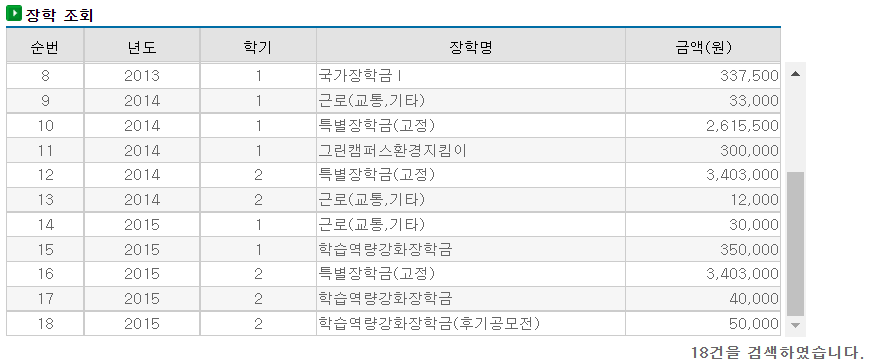 장학 조회
순번 년도 학기 장학명 금액(원)
8 2013 1 국가장학금 I 337,500
9 2014 1 근로(교통,기타) 33,000
10 2014 1 특별장학금(고정) 2,615,500
11 2014 1 그린캠퍼스환경지킴이 300,000
12 2014 2 특별장학금(고정) 3,403,000
13 2014 2 근로(교통,기타) 12,000
14 2015 1 근로(교통,기타) 30,000
15 2015 1 학습역량강화장학금 350,000
16 2015 2 특별장학금(고정) 3,403,000
17 2015 2 학습역량강화장학금 40,000
18 2015 2 학습역량강화장학금(후기공모전) 50,000
18건을 검색하였습니다.